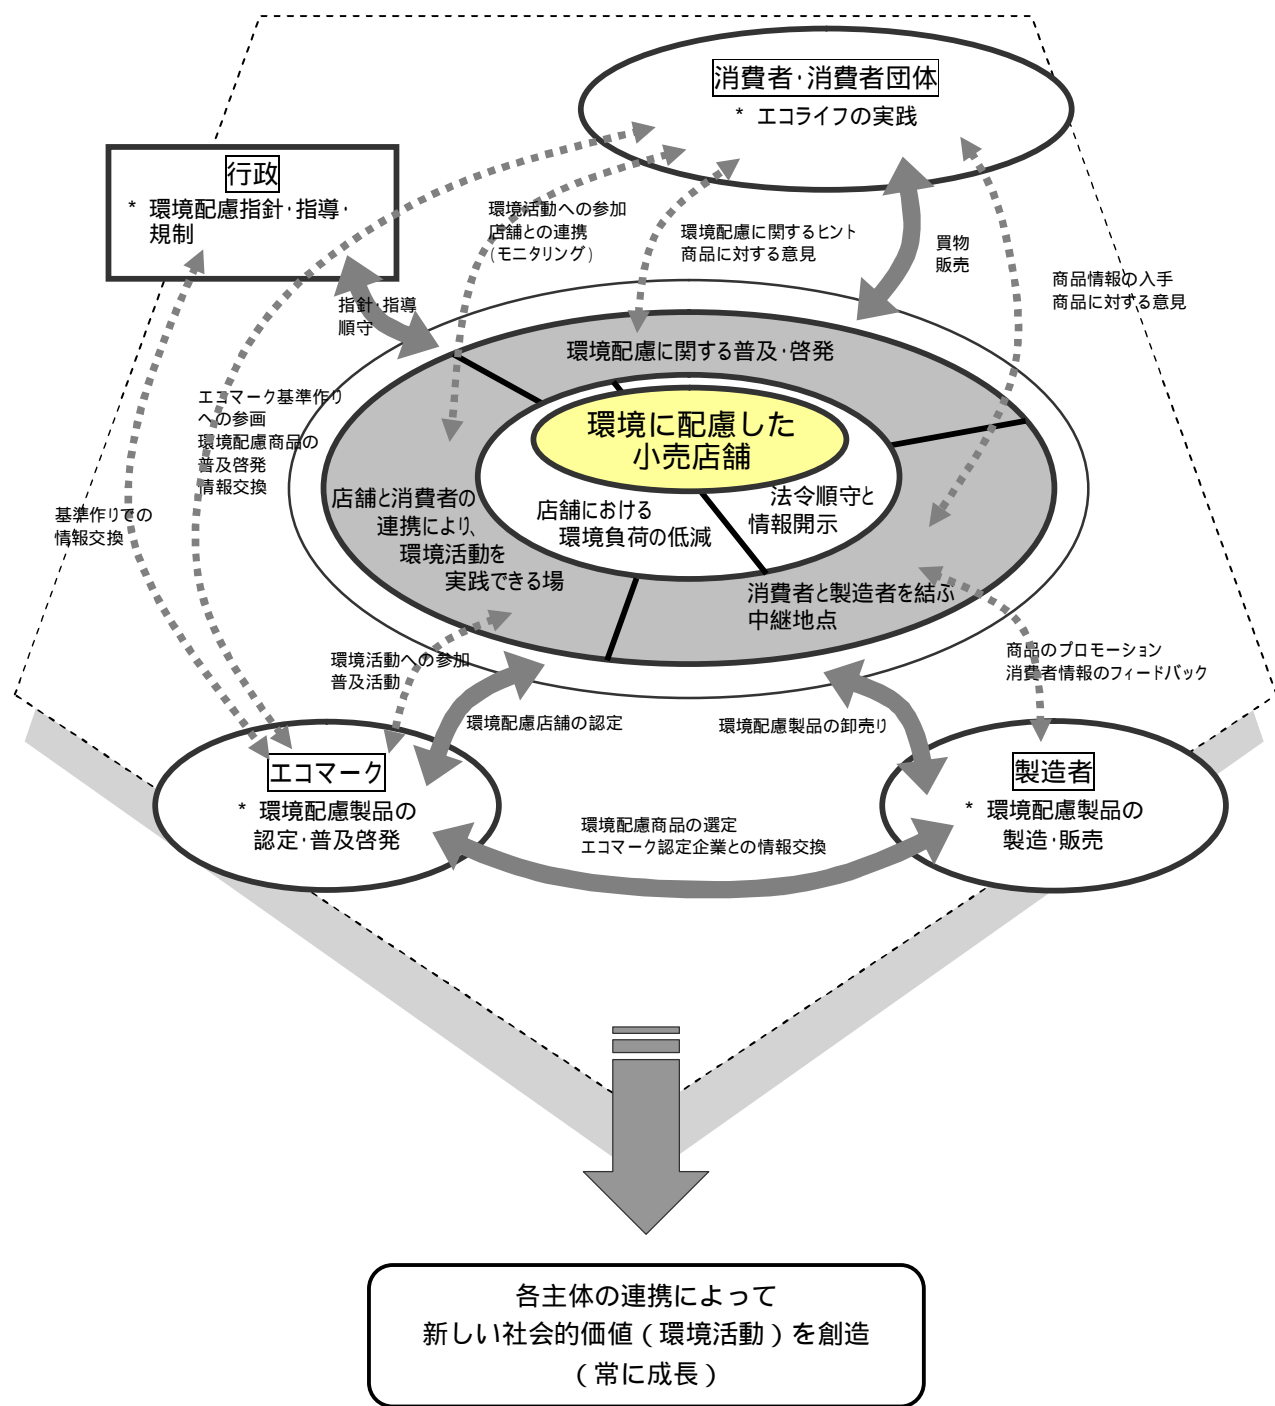 消費者・消費者団体
* エコライフの実践
行政
* 環境配慮指針・指導・
規制
環境活動への参加
店舗との連携
(モニタリング)
環境配慮に関するヒント
商品に対する意見
買物
販売
商品情報の入手
商品に対する意見
指針・指導
順守
環境配慮に関する普及・啓発
エコマーク基準作り
への参画
環境配慮商品の
普及啓発
情報交換
環境に配慮した
小売店舗
基準作りでの
情報交換
店舗と消費者の
連携により、
環境活動を
実践できる場
店舗における
環境負荷の低減
法令順守と
情報開示
消費者と製造者を結ぶ
中継地点
環境活動への参加
普及活動
商品のプロモーション
消費者情報のフィードバック
環境配慮店舗の認定
環境配慮製品の卸売り
エコマーク
* 環境配慮製品の
認定・普及啓発
製造者
* 環境配慮製品の
製造・販売
環境配慮商品の選定
エコマーク認定企業との情報交換
各主体の連携によって
新しい社会的価値(環境活動)を創造
(常に成長)